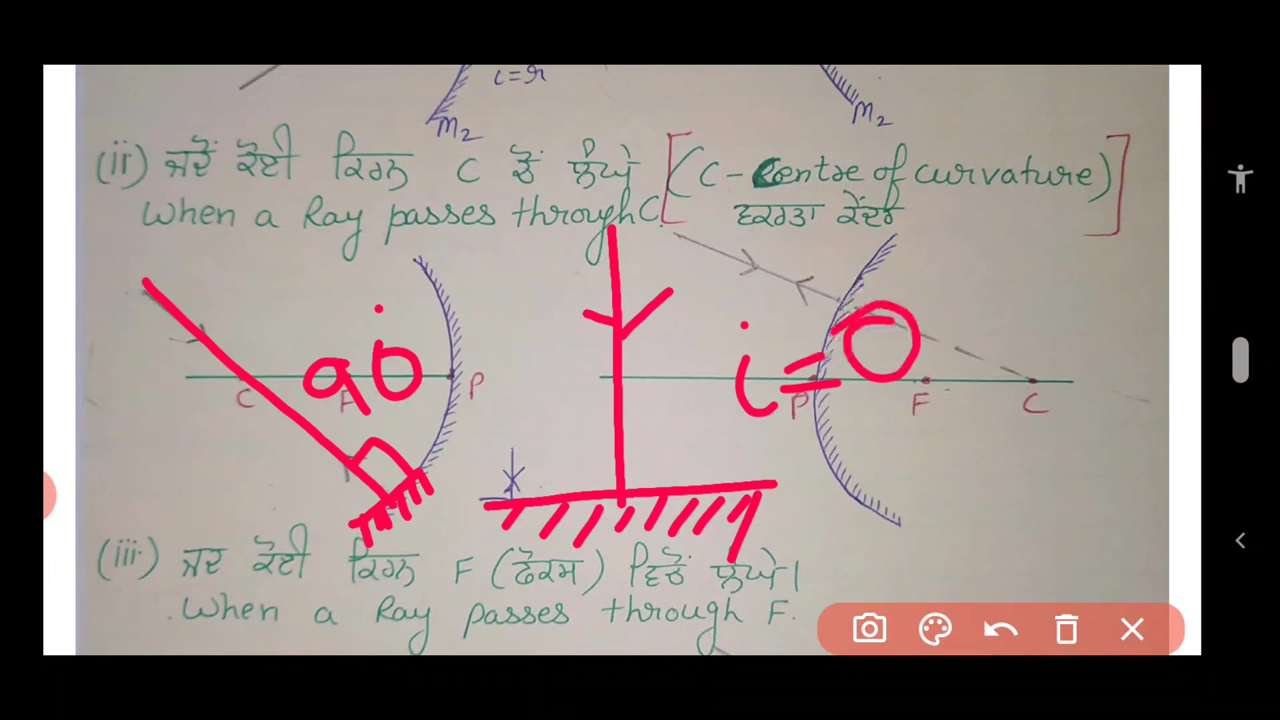 i=r
M₂
M₂
(ii) ਜਦੋਂ ਕੋਈ ਕਿਰਨ C ਤੋਂ ਲੰਘੇ (C - Centre of curvature)
When a Ray passes through C. ਵਕਰਤਾ ਕੇਂਦਰ
90
i=0
C F P
P F C
(iii) ਜਦ ਕੋਈ ਕਿਰਨ F (ਫੋਕਸ) ਵਿਚੋਂ ਲੰਘੇ।
When a Ray passes through F.